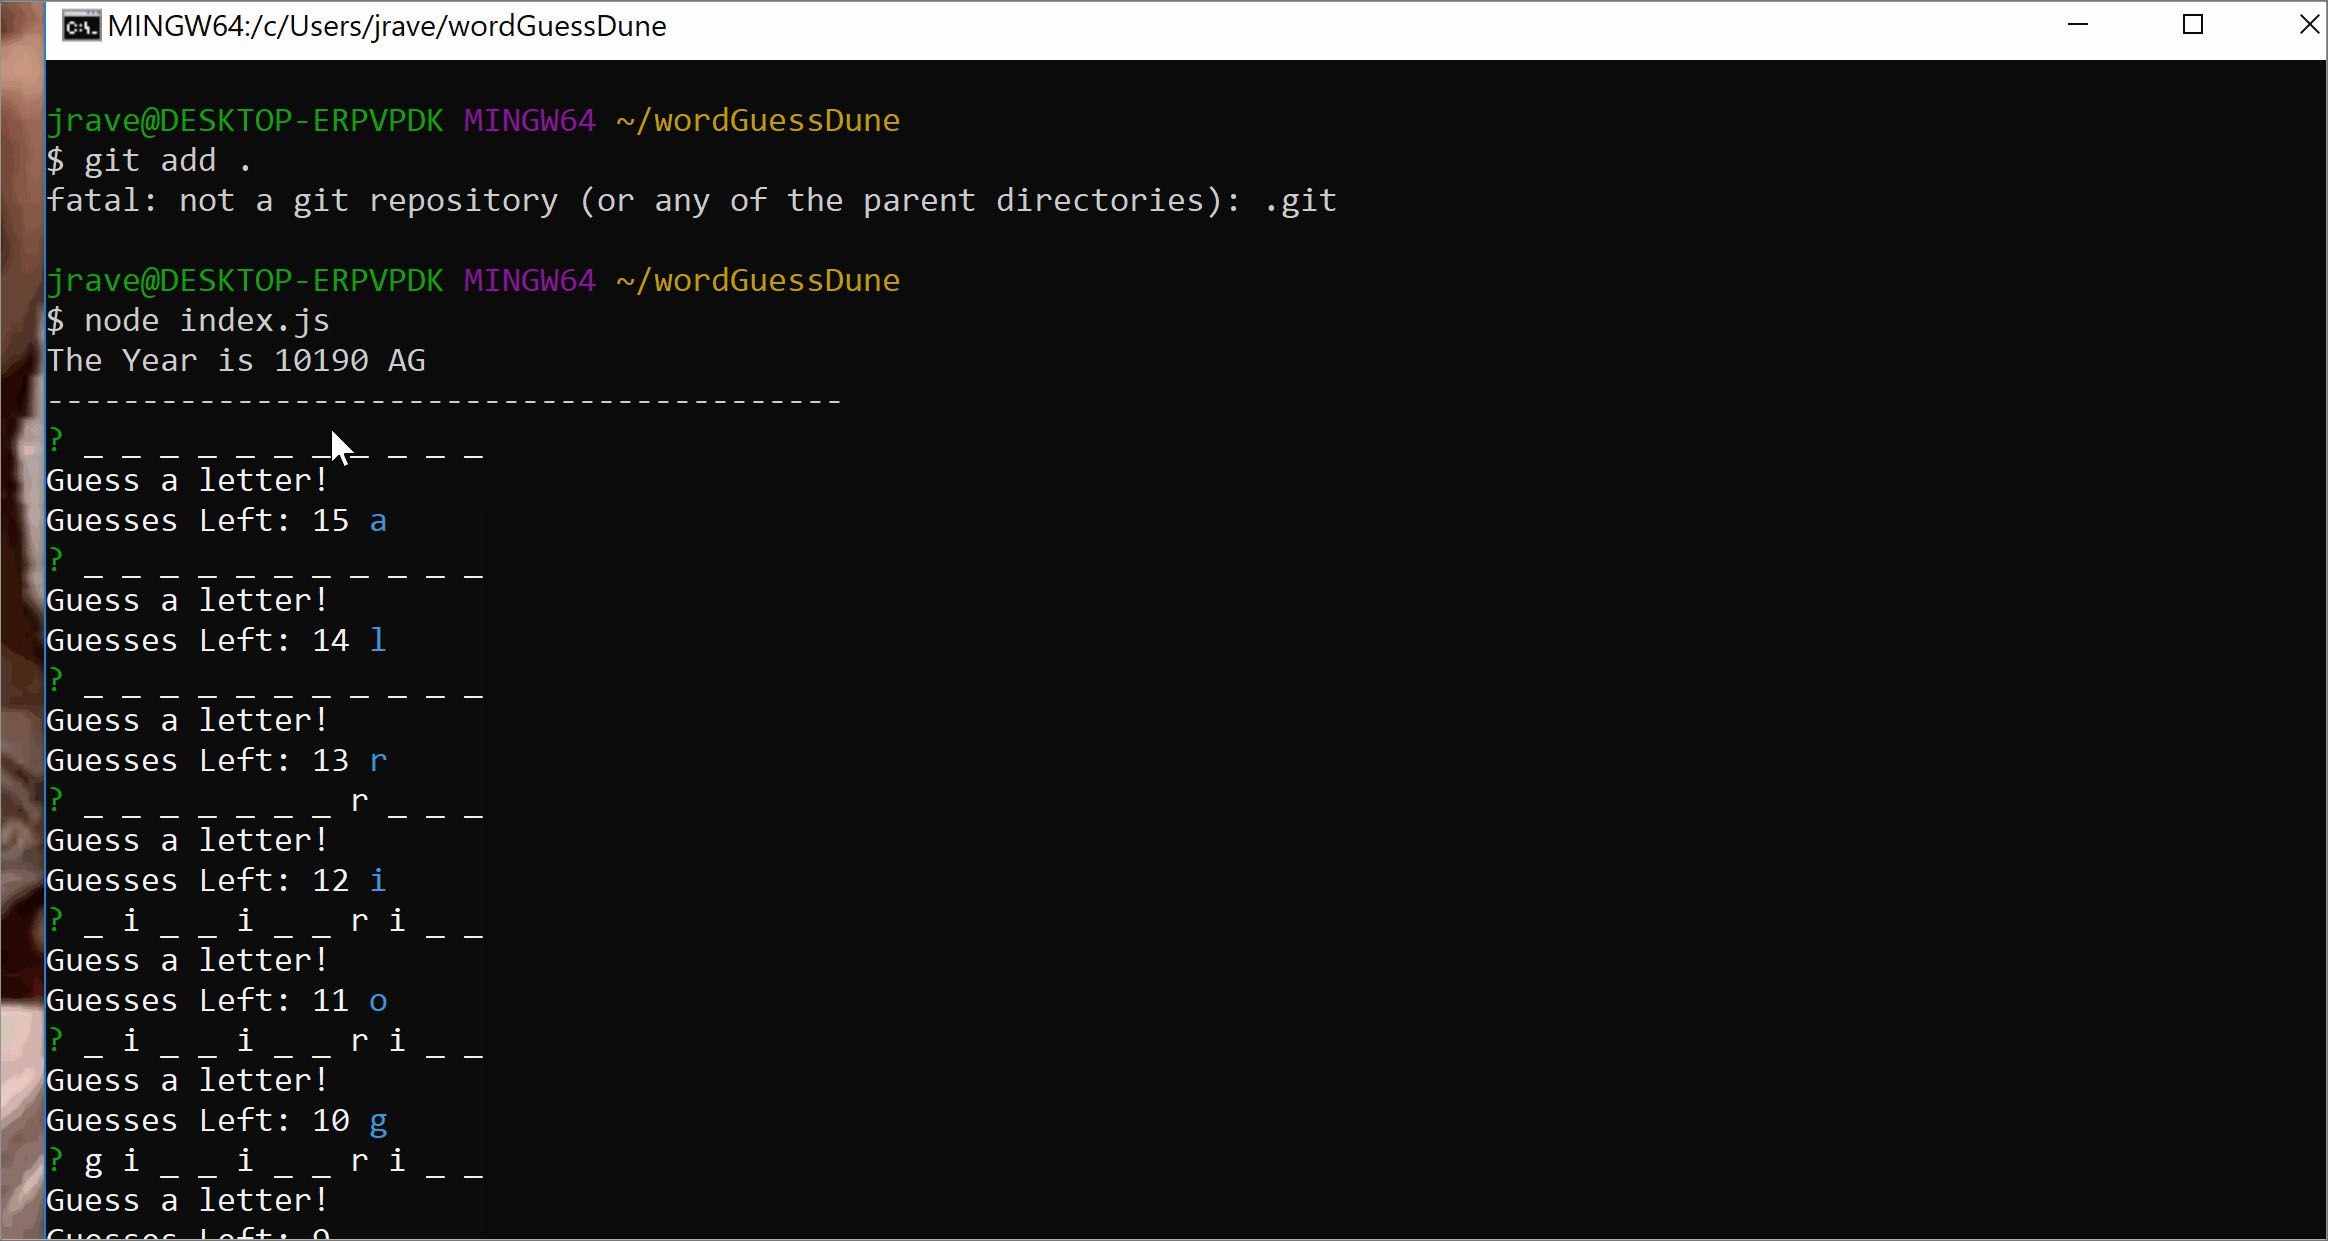 MINGW64:/c/Users/jrave/wordGuessDune
jrave@DESKTOP-ERPVPDK MINGW64 ~/wordGuessDune
$ git add .
fatal: not a git repository (or any of the parent directories): .git
jrave@DESKTOP-ERPVPDK MINGW64 ~/wordGuessDune
$ node index.js
The Year is 10190 AG
------------------------------------------
? _ _ _ _ _ _ _ _ _ _ _
Guess a letter!
Guesses Left: 15 a
? _ _ _ _ _ _ _ _ _ _ _
Guess a letter!
Guesses Left: 14 l
? _ _ _ _ _ _ _ _ _ _ _
Guess a letter!
Guesses Left: 13 r
? _ _ _ _ _ _ _ r _ _ _
Guess a letter!
Guesses Left: 12 i
? _ i _ _ i _ _ r i _ _
Guess a letter!
Guesses Left: 11 o
? _ i _ _ i _ _ r i _ _
Guess a letter!
Guesses Left: 10 g
? g i _ _ i _ _ r i _ _
Guess a letter!
Guesses Left: 9